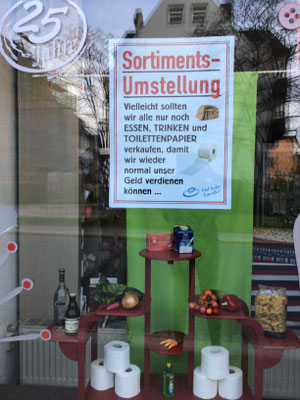 25
Sortiments-
Umstellung
Vielleicht sollten
wir alle nur noch
ESSEN, TRINKEN und
TOILETTENPAPIER
verkaufen, damit
wir wieder
normal unser
Geld verdienen
können ...